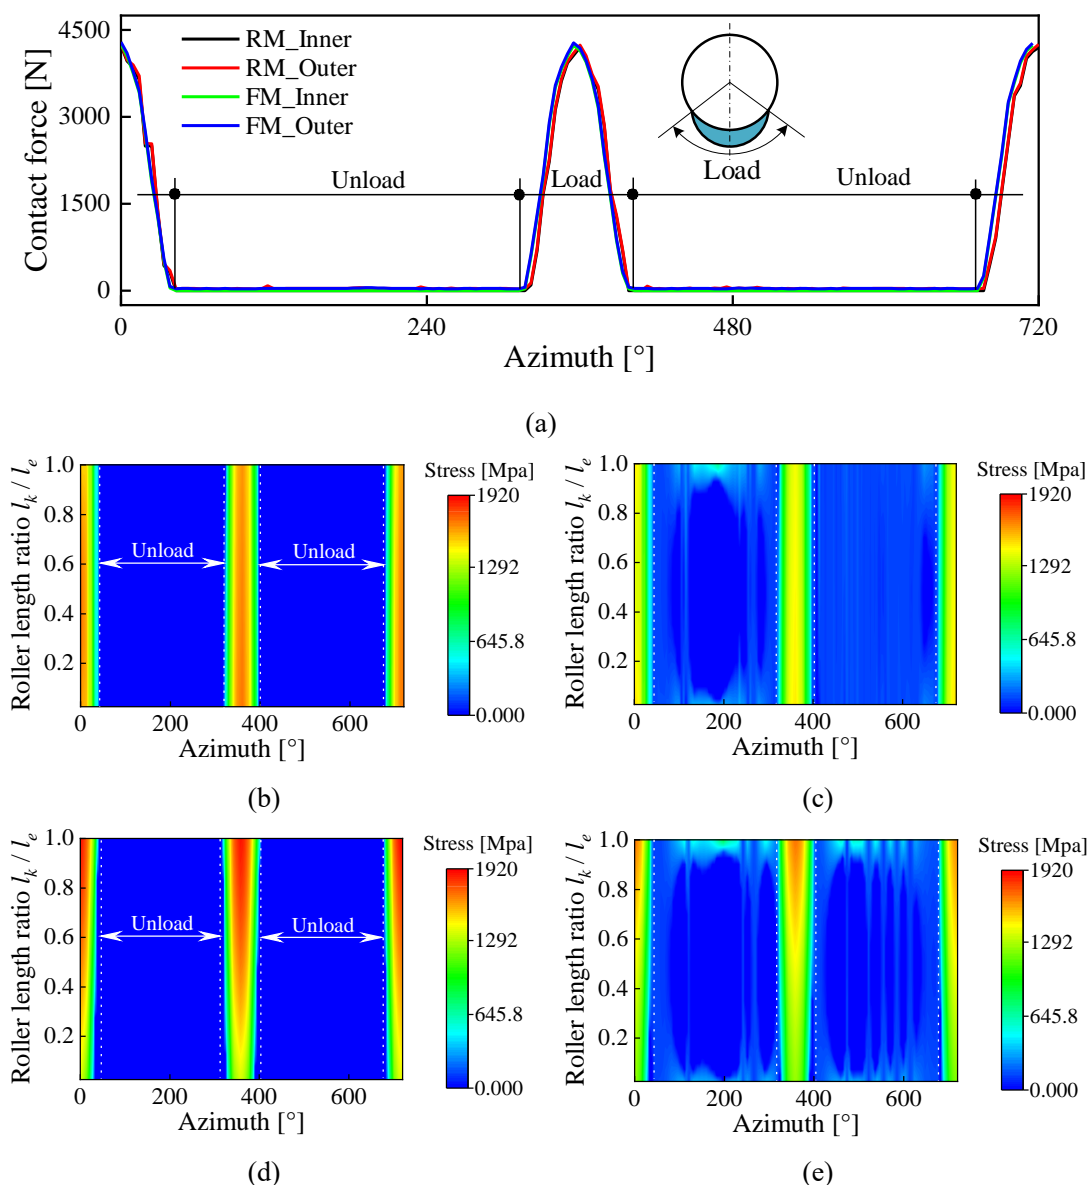 4500
3000
1500
0
Contact force [N]
RM_Inner
RM_Outer
FM_Inner
FM_Outer
Unload
Load
Load
Unload
0
240
480
720
Azimuth [°]
(a)
Roller length ratio l_k / l_e
1.0
0.8
0.6
0.4
0.2
Unload
Unload
0
200
400
600
Azimuth [°]
Stress [Mpa]
1920
1292
645.8
0.000
(b)
Roller length ratio l_k / l_e
1.0
0.8
0.6
0.4
0.2
0
200
400
600
Azimuth [°]
Stress [Mpa]
1920
1292
645.8
0.000
(c)
Roller length ratio l_k / l_e
1.0
0.8
0.6
0.4
0.2
Unload
Unload
0
200
400
600
Azimuth [°]
Stress [Mpa]
1920
1292
645.8
0.000
(d)
Roller length ratio l_k / l_e
1.0
0.8
0.6
0.4
0.2
0
200
400
600
Azimuth [°]
Stress [Mpa]
1920
1292
645.8
0.000
(e)